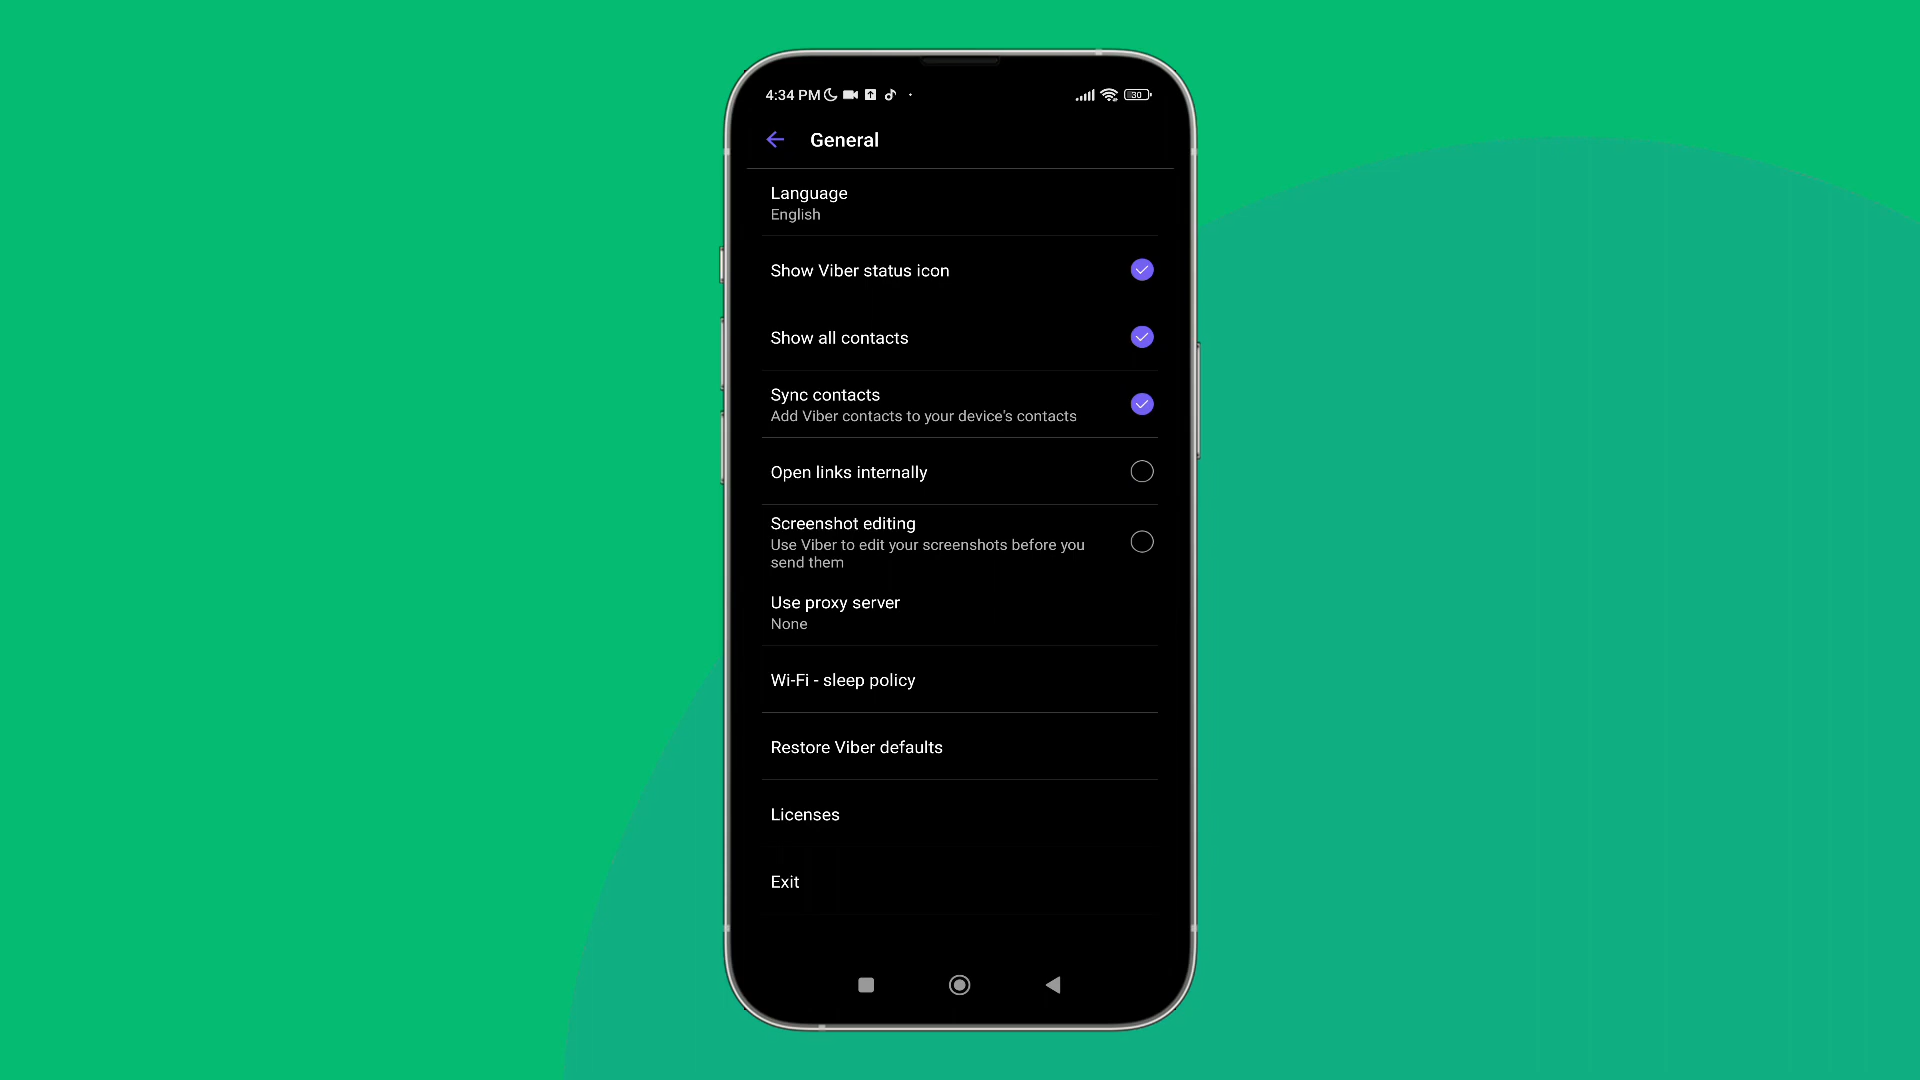 4:34 PM
30
General
Language
English
Show Viber status icon
Show all contacts
Sync contacts
Add Viber contacts to your device's contacts
Open links internally
Screenshot editing
Use Viber to edit your screenshots before you
send them
Use proxy server
None
Wi-Fi - sleep policy
Restore Viber defaults
Licenses
Exit